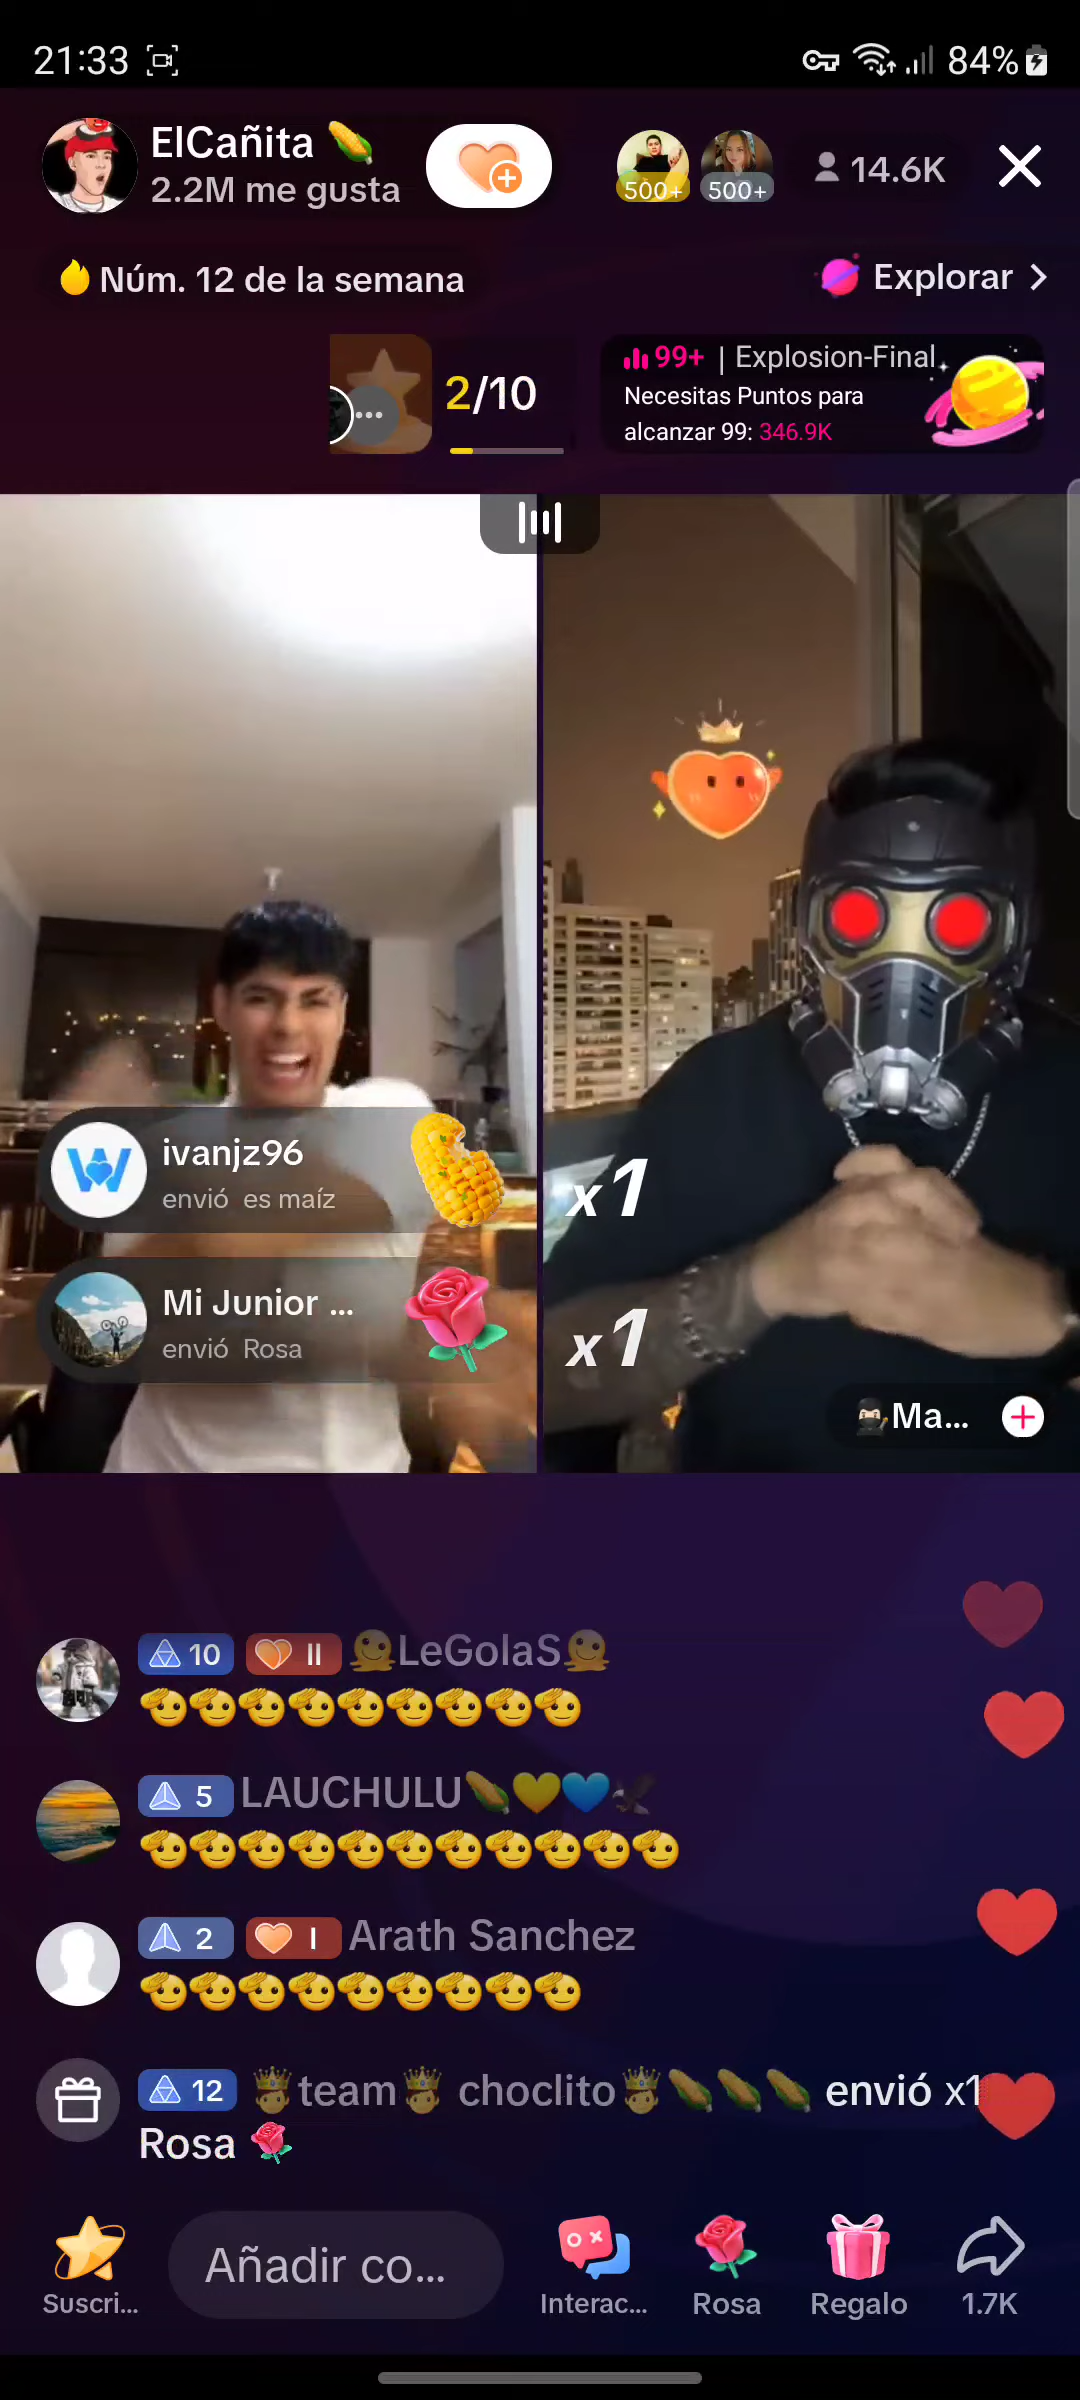 21:33
84%
ElCañita 🌽
2.2M me gusta
500+
500+
14.6K
Núm. 12 de la semana
Explorar
2/10
99+ | Explosion-Final
Necesitas Puntos para
alcanzar 99: 346.9K
ivanjz96
envió es maíz
x1
Mi Junior ...
envió Rosa
x1
🥷Ma...
10 II 🫠LeGolaS🫠
🫡🫡🫡🫡🫡🫡🫡🫡🫡
5 LAUCHULU🌽💛💙🦅
🫡🫡🫡🫡🫡🫡🫡🫡🫡🫡🫡
2 I Arath Sanchez
🫡🫡🫡🫡🫡🫡🫡🫡🫡
12 🤴team🤴 choclito🤴🌽🌽🌽 envió x1
Rosa 🌹
Suscri...
Añadir co...
Interac...
Rosa
Regalo
1.7K